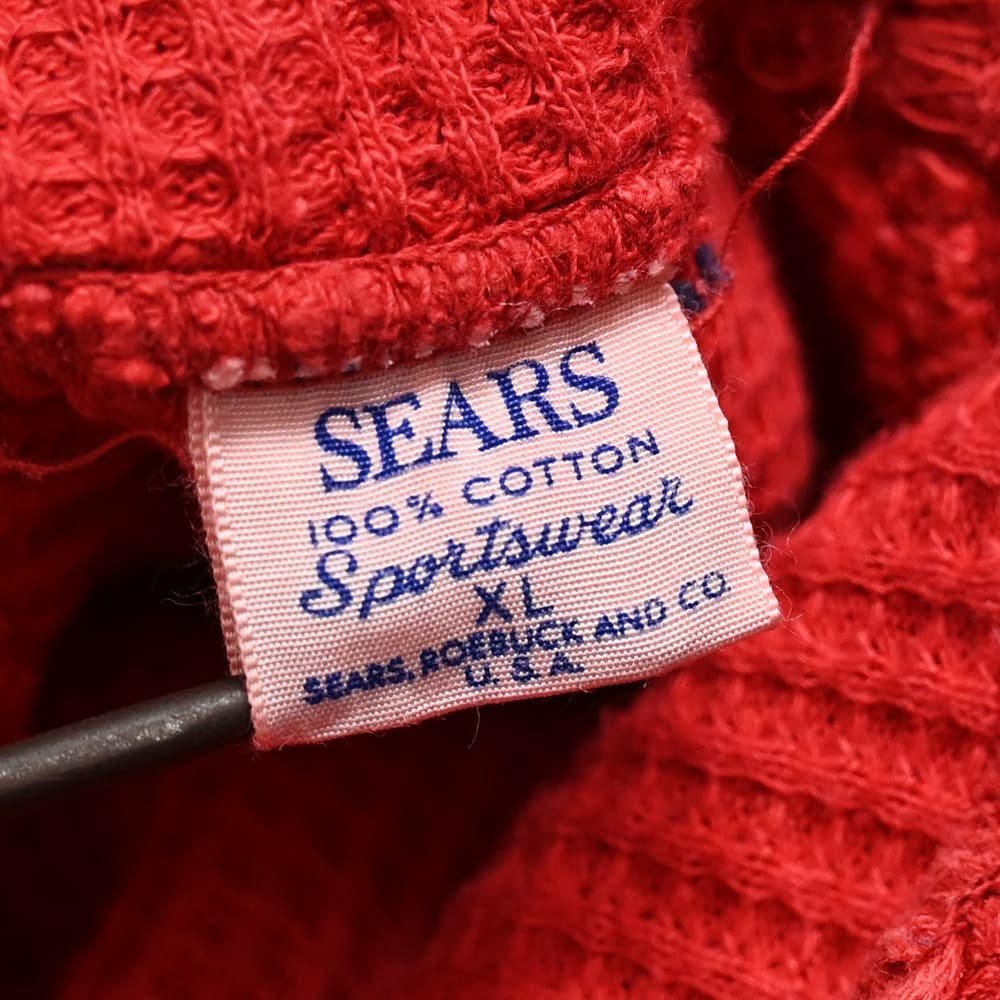 SEARS
100% COTTON
Sportswear
XL
SEARS, ROEBUCK AND CO.
U.S.A.